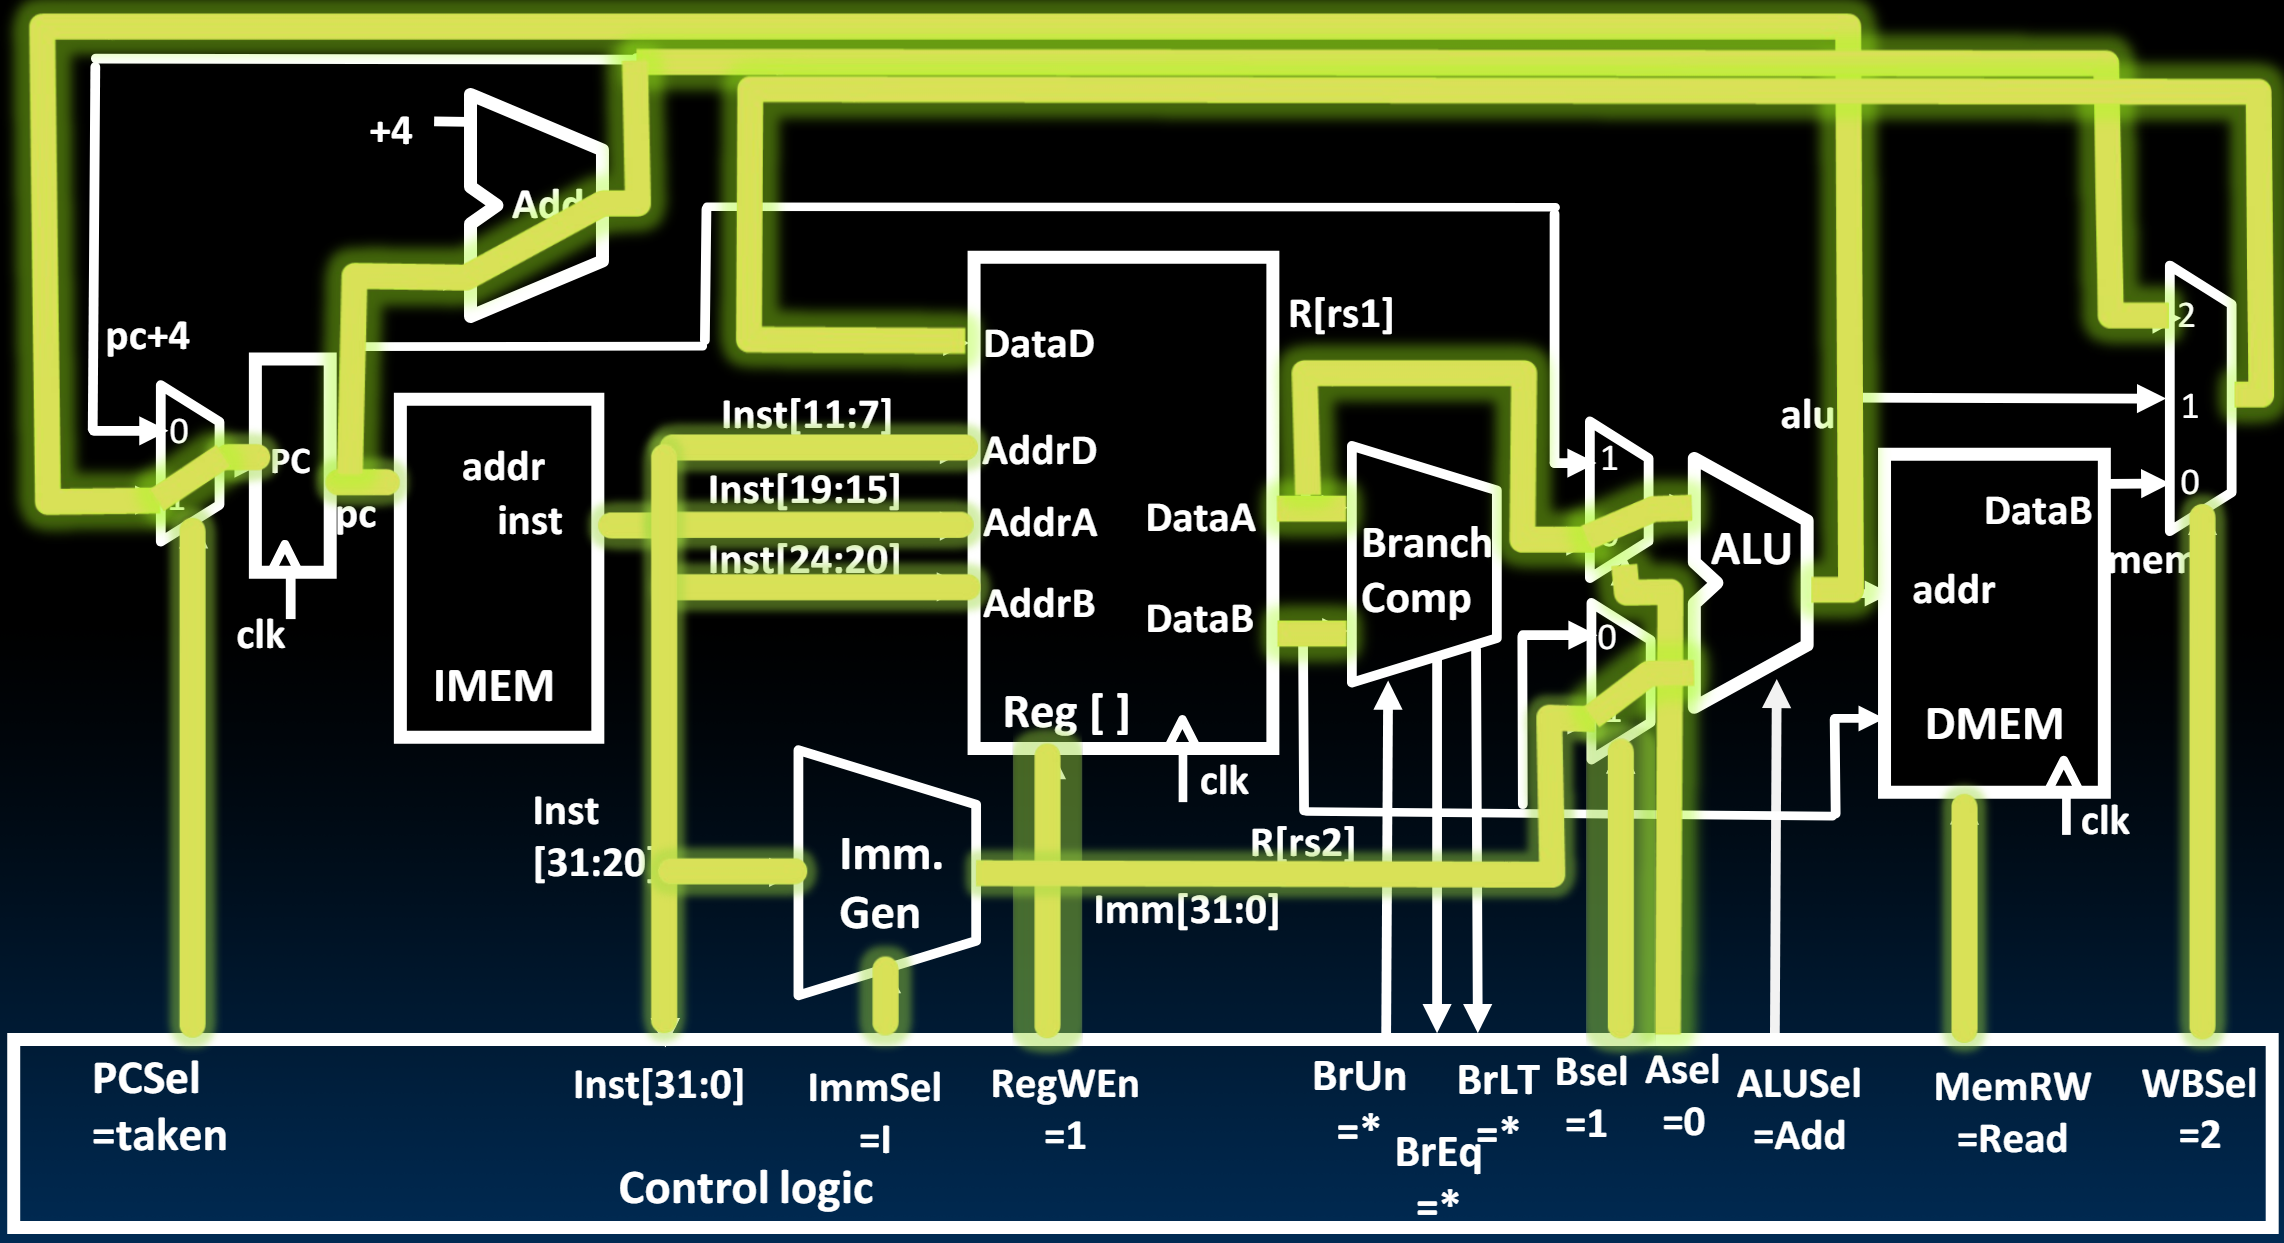 +4
Add
pc+4
0
1
PC
pc
clk
addr
inst
IMEM
Inst[11:7]
Inst[19:15]
Inst[24:20]
DataD
AddrD
AddrA
AddrB
DataA
DataB
Reg [ ]
clk
R[rs1]
Branch
Comp
1
0
0
1
ALU
alu
DataB
addr
DMEM
clk
mem
2
1
0
Inst
[31:20]
Imm.
Gen
R[rs2]
Imm[31:0]
PCSel
=taken
Inst[31:0]
ImmSel
=I
RegWEn
=1
BrUn
=*
BrEq
=*
BrLT
=*
Bsel
=1
Asel
=0
ALUSel
=Add
MemRW
=Read
WBSel
=2
Control logic